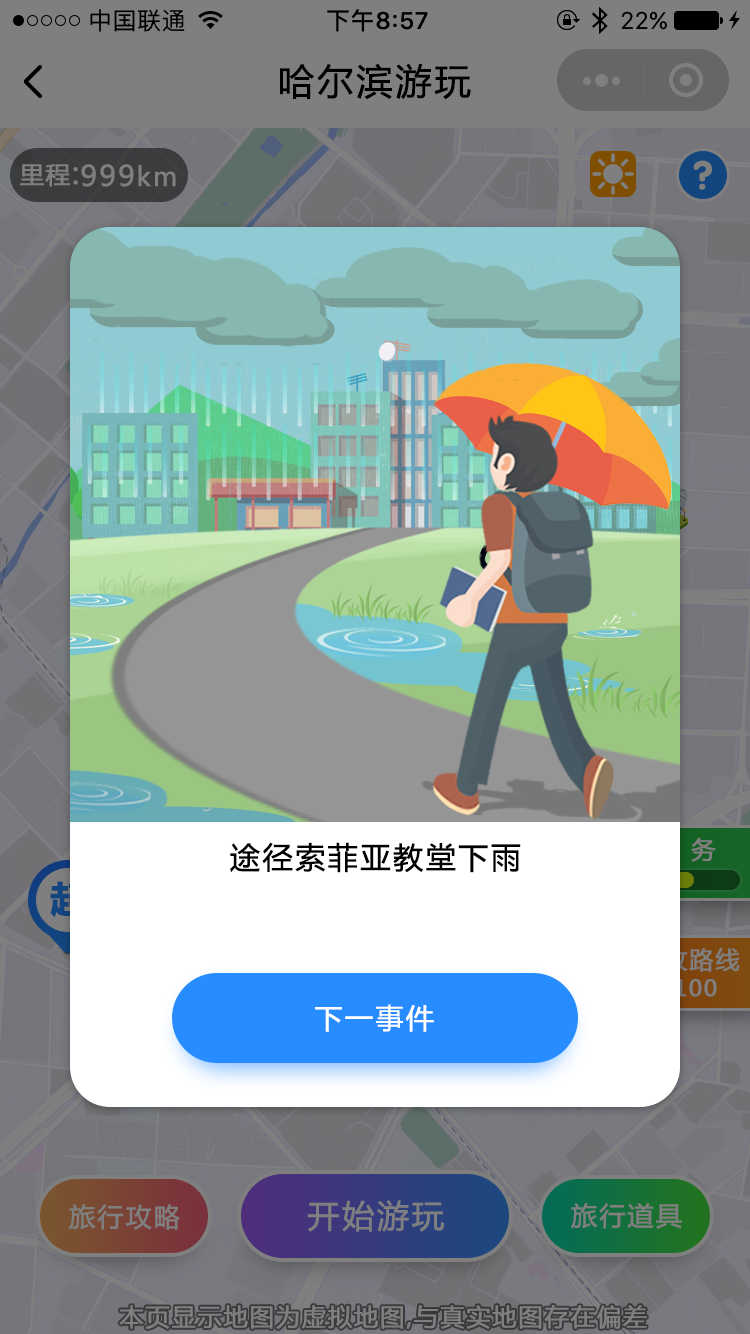 中国联通
下午8:57
22%
哈尔滨游玩
里程:999km
?
途径索菲亚教堂下雨
务
路线
100
下一事件
旅行攻略
开始游玩
旅行道具
本页显示地图为虚拟地图,与真实地图存在偏差